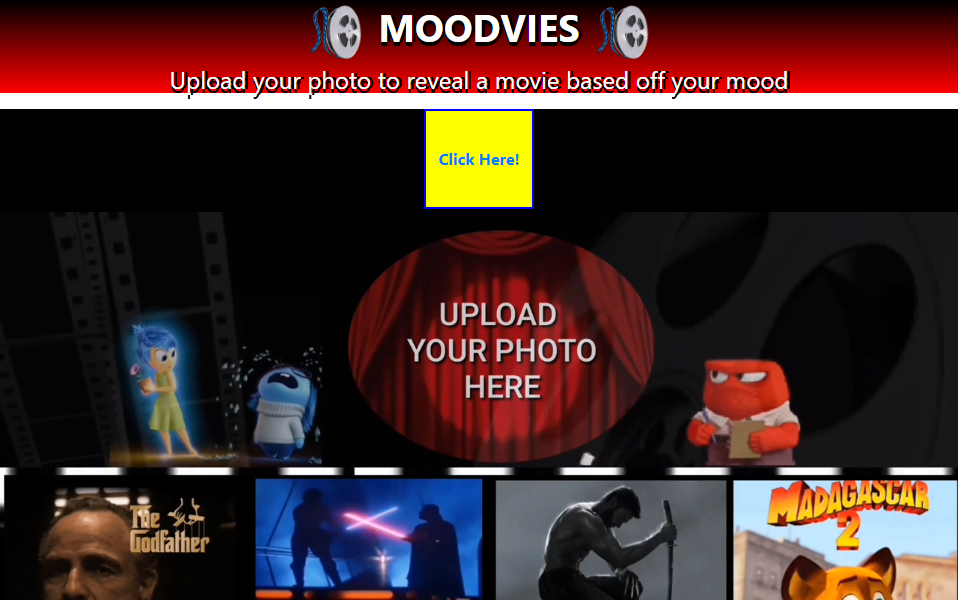 MOODVIES
Upload your photo to reveal a movie based off your mood
Click Here!
UPLOAD
YOUR PHOTO
HERE
The
Godfather
MADAGASCAR
2